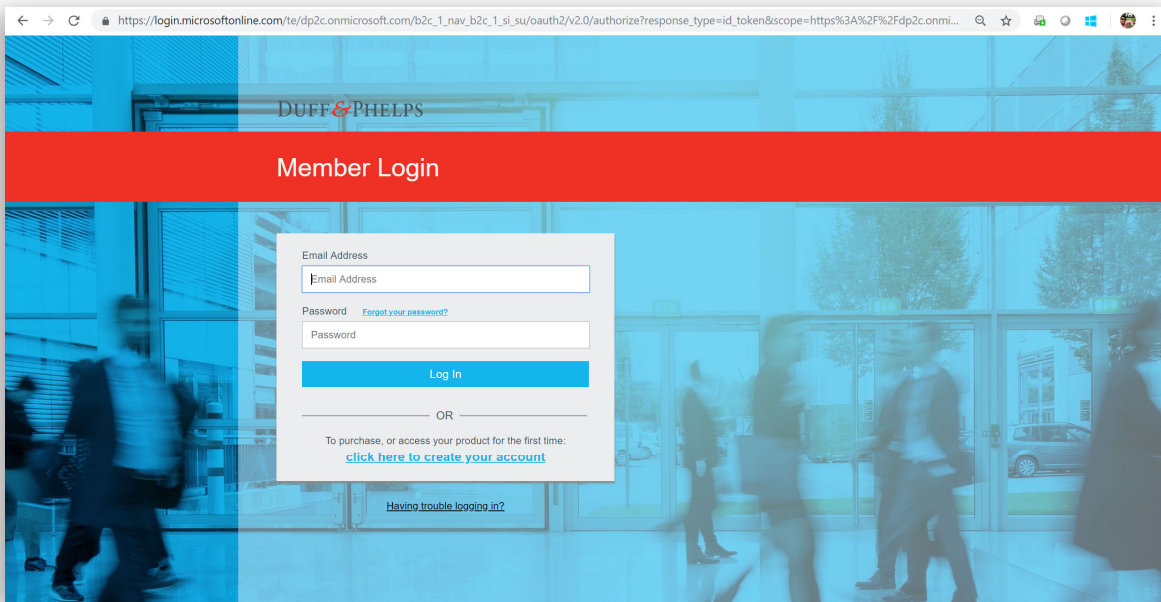 https://login.microsoftonline.com/te/dp2c.onmicrosoft.com/b2c_1_nav_b2c_1_si_su/oauth2/v2.0/authorize?response_type=id_token&scope=https%3A%2F%2Fdp2c.onmi...
DUFF&PHELPS
Member Login
Email Address
Email Address
Password Forgot your password?
Password
Log In
OR
To purchase, or access your product for the first time:
click here to create your account
Having trouble logging in?